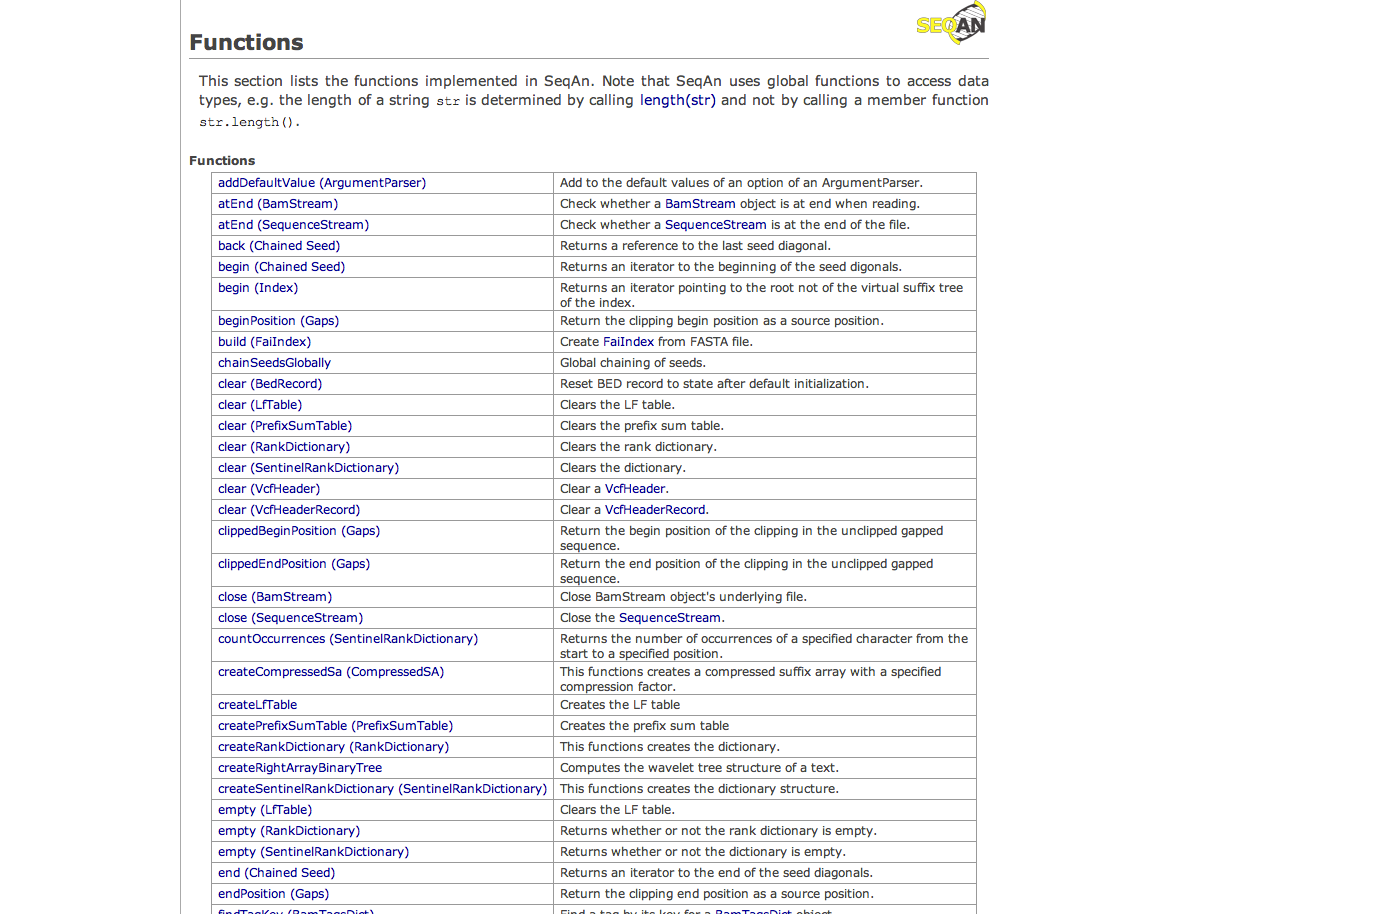 SEQAN
Functions
This section lists the functions implemented in SeqAn. Note that SeqAn uses global functions to access data
types, e.g. the length of a string str is determined by calling length(str) and not by calling a member function
str.length().
Functions
addDefaultValue (ArgumentParser) Add to the default values of an option of an ArgumentParser.
atEnd (BamStream) Check whether a BamStream object is at end when reading.
atEnd (SequenceStream) Check whether a SequenceStream is at the end of the file.
back (Chained Seed) Returns a reference to the last seed diagonal.
begin (Chained Seed) Returns an iterator to the beginning of the seed digonals.
begin (Index) Returns an iterator pointing to the root not of the virtual suffix tree
of the index.
beginPosition (Gaps) Return the clipping begin position as a source position.
build (FaiIndex) Create FaiIndex from FASTA file.
chainSeedsGlobally Global chaining of seeds.
clear (BedRecord) Reset BED record to state after default initialization.
clear (LfTable) Clears the LF table.
clear (PrefixSumTable) Clears the prefix sum table.
clear (RankDictionary) Clears the rank dictionary.
clear (SentinelRankDictionary) Clears the dictionary.
clear (VcfHeader) Clear a VcfHeader.
clear (VcfHeaderRecord) Clear a VcfHeaderRecord.
clippedBeginPosition (Gaps) Return the begin position of the clipping in the unclipped gapped
sequence.
clippedEndPosition (Gaps) Return the end position of the clipping in the unclipped gapped
sequence.
close (BamStream) Close BamStream object's underlying file.
close (SequenceStream) Close the SequenceStream.
countOccurrences (SentinelRankDictionary) Returns the number of occurrences of a specified character from the
start to a specified position.
createCompressedSa (CompressedSA) This functions creates a compressed suffix array with a specified
compression factor.
createLfTable Creates the LF table
createPrefixSumTable (PrefixSumTable) Creates the prefix sum table
createRankDictionary (RankDictionary) This functions creates the dictionary.
createRightArrayBinaryTree Computes the wavelet tree structure of a text.
createSentinelRankDictionary (SentinelRankDictionary) This functions creates the dictionary structure.
empty (LfTable) Clears the LF table.
empty (RankDictionary) Returns whether or not the rank dictionary is empty.
empty (SentinelRankDictionary) Returns whether or not the dictionary is empty.
end (Chained Seed) Returns an iterator to the end of the seed diagonals.
endPosition (Gaps) Return the clipping end position as a source position.
findTagKey (BamTagsDict) Find a tag by its key for a BamTagsDict object.